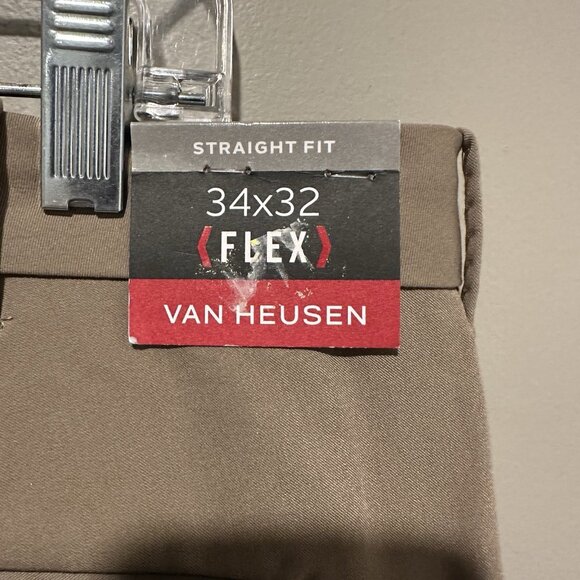 STRAIGHT FIT
34x32
FLEX
VAN HEUSEN